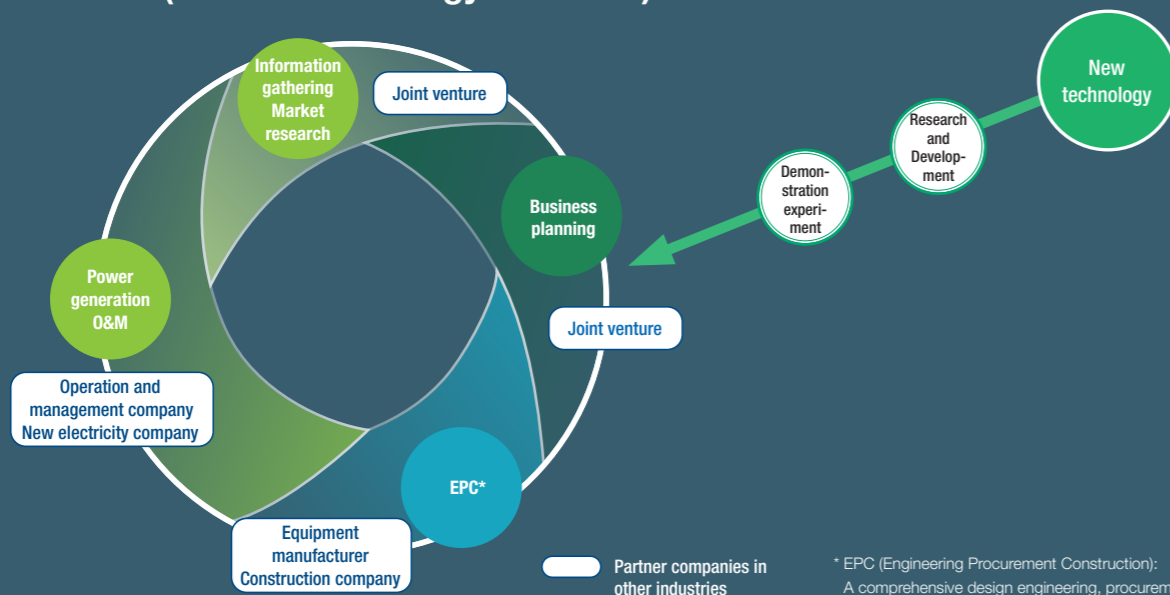 Information
gathering
Market
research
Joint venture
New
technology
Research
and
Develop-
ment
Demon-
stration
experi-
ment
Business
planning
Power
generation
O&M
Joint venture
Operation and
management company
New electricity company
EPC*
Equipment
manufacturer
Construction company
Partner companies in
other industries
* EPC (Engineering Procurement Construction):
A comprehensive design engineering,